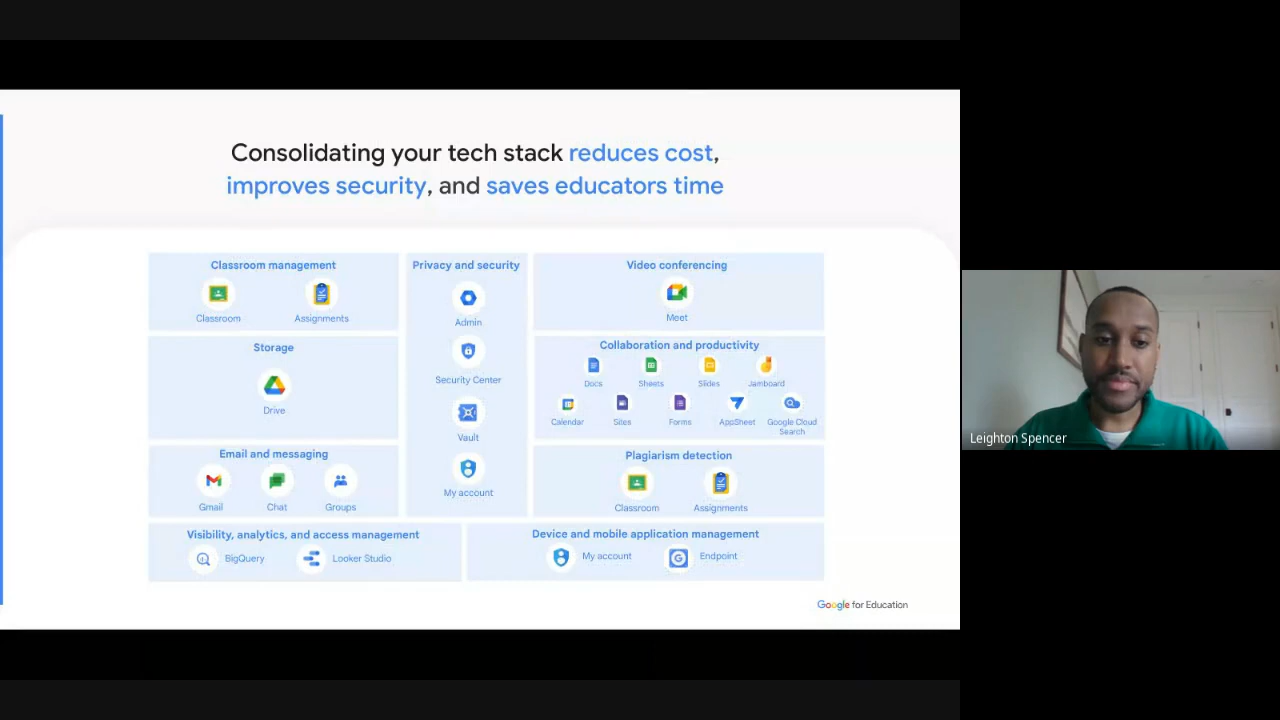 Consolidating your tech stack reduces cost,
improves security, and saves educators time
Classroom management
Classroom
Assignments
Privacy and security
Admin
Security Center
Vault
My account
Video conferencing
Meet
Storage
Drive
Collaboration and productivity
Docs
Sheets
Slides
Jamboard
Calendar
Sites
Forms
AppSheet
Google Cloud
Search
Email and messaging
Gmail
Chat
Groups
Plagiarism detection
Classroom
Assignments
Visibility, analytics, and access management
BigQuery
Looker Studio
Device and mobile application management
My account
Endpoint
Google for Education
Leighton Spencer